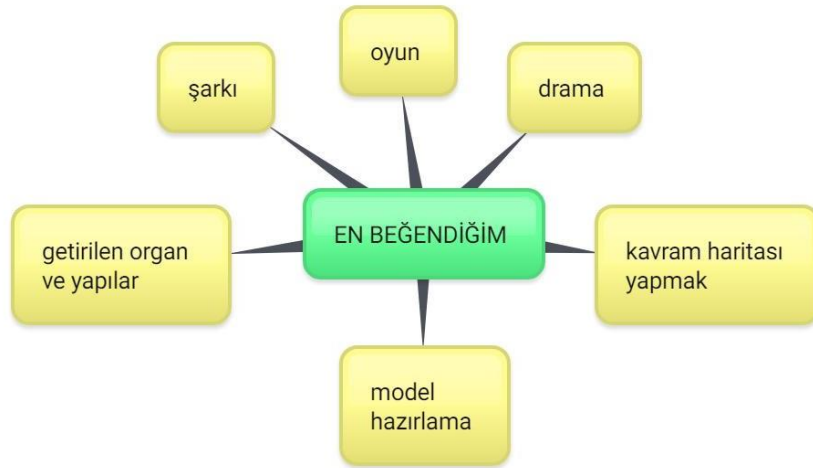 oyun
şarkı
drama
EN BEĞENDİĞİM
getirilen organ
ve yapılar
kavram haritası
yapmak
model
hazırlama